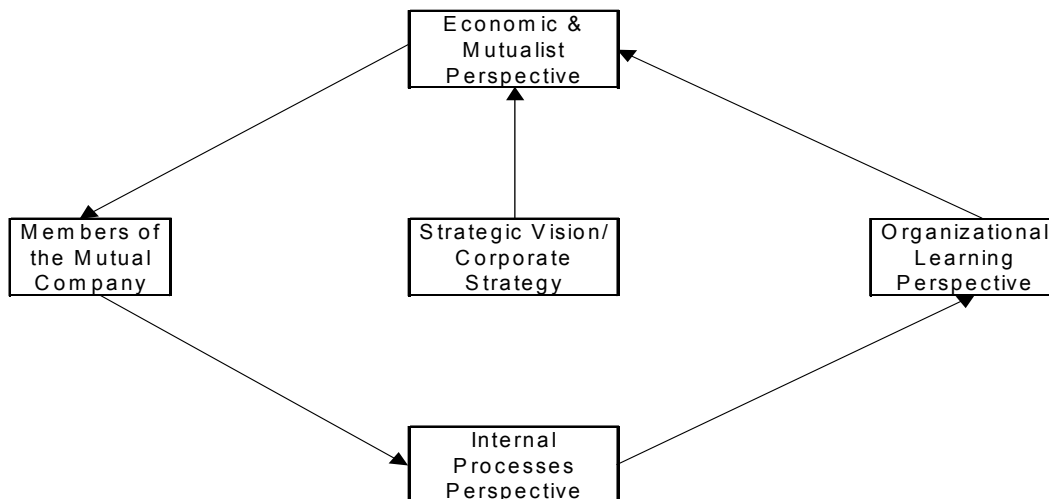 Economic &
Mutualist
Perspective
Members of
the Mutual
Company
Strategic Vision/
Corporate
Strategy
Organizational
Learning
Perspective
Internal
Processes
Perspective